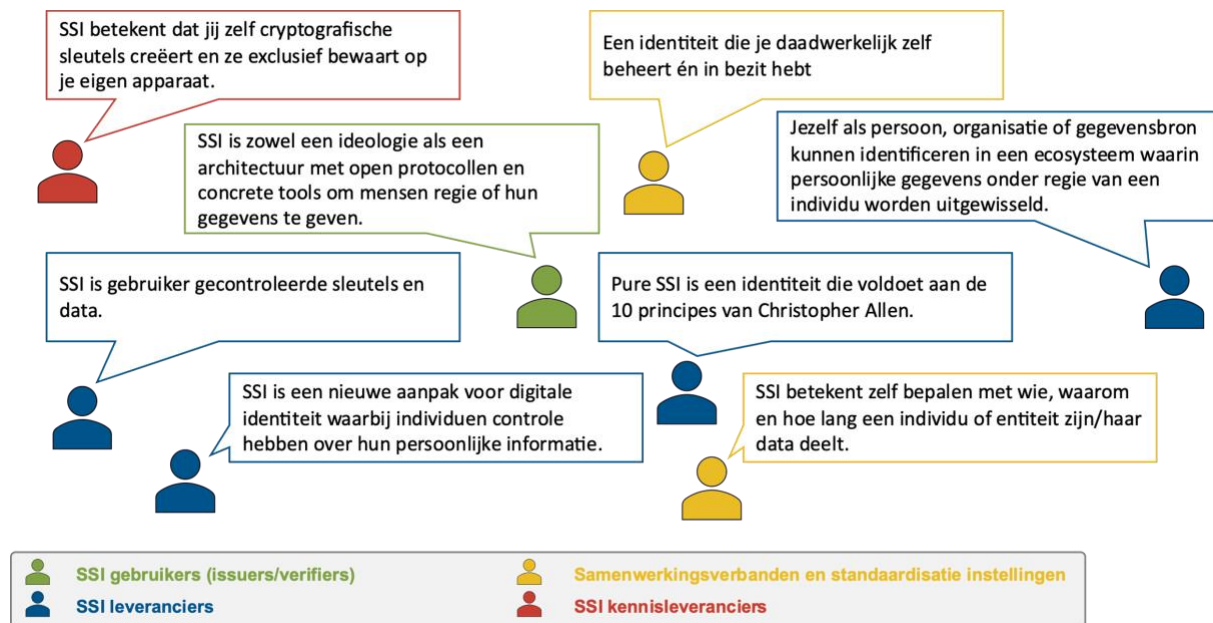 SSI betekent dat jij zelf cryptografische
sleutels creëert en ze exclusief bewaart op
je eigen apparaat.
Een identiteit die je daadwerkelijk zelf
beheert én in bezit hebt
SSI is zowel een ideologie als een
architectuur met open protocollen en
concrete tools om mensen regie of hun
gegevens te geven.
Jezelf als persoon, organisatie of gegevensbron
kunnen identificeren in een ecosysteem waarin
persoonlijke gegevens onder regie van een
individu worden uitgewisseld.
SSI is gebruiker gecontroleerde sleutels en
data.
Pure SSI is een identiteit die voldoet aan de
10 principes van Christopher Allen.
SSI is een nieuwe aanpak voor digitale
identiteit waarbij individuen controle
hebben over hun persoonlijke informatie.
SSI betekent zelf bepalen met wie, waarom
en hoe lang een individu of entiteit zijn/haar
data deelt.
SSI gebruikers (issuers/verifiers)
Samenwerkingsverbanden en standaardisatie instellingen
SSI leveranciers
SSI kennisleveranciers